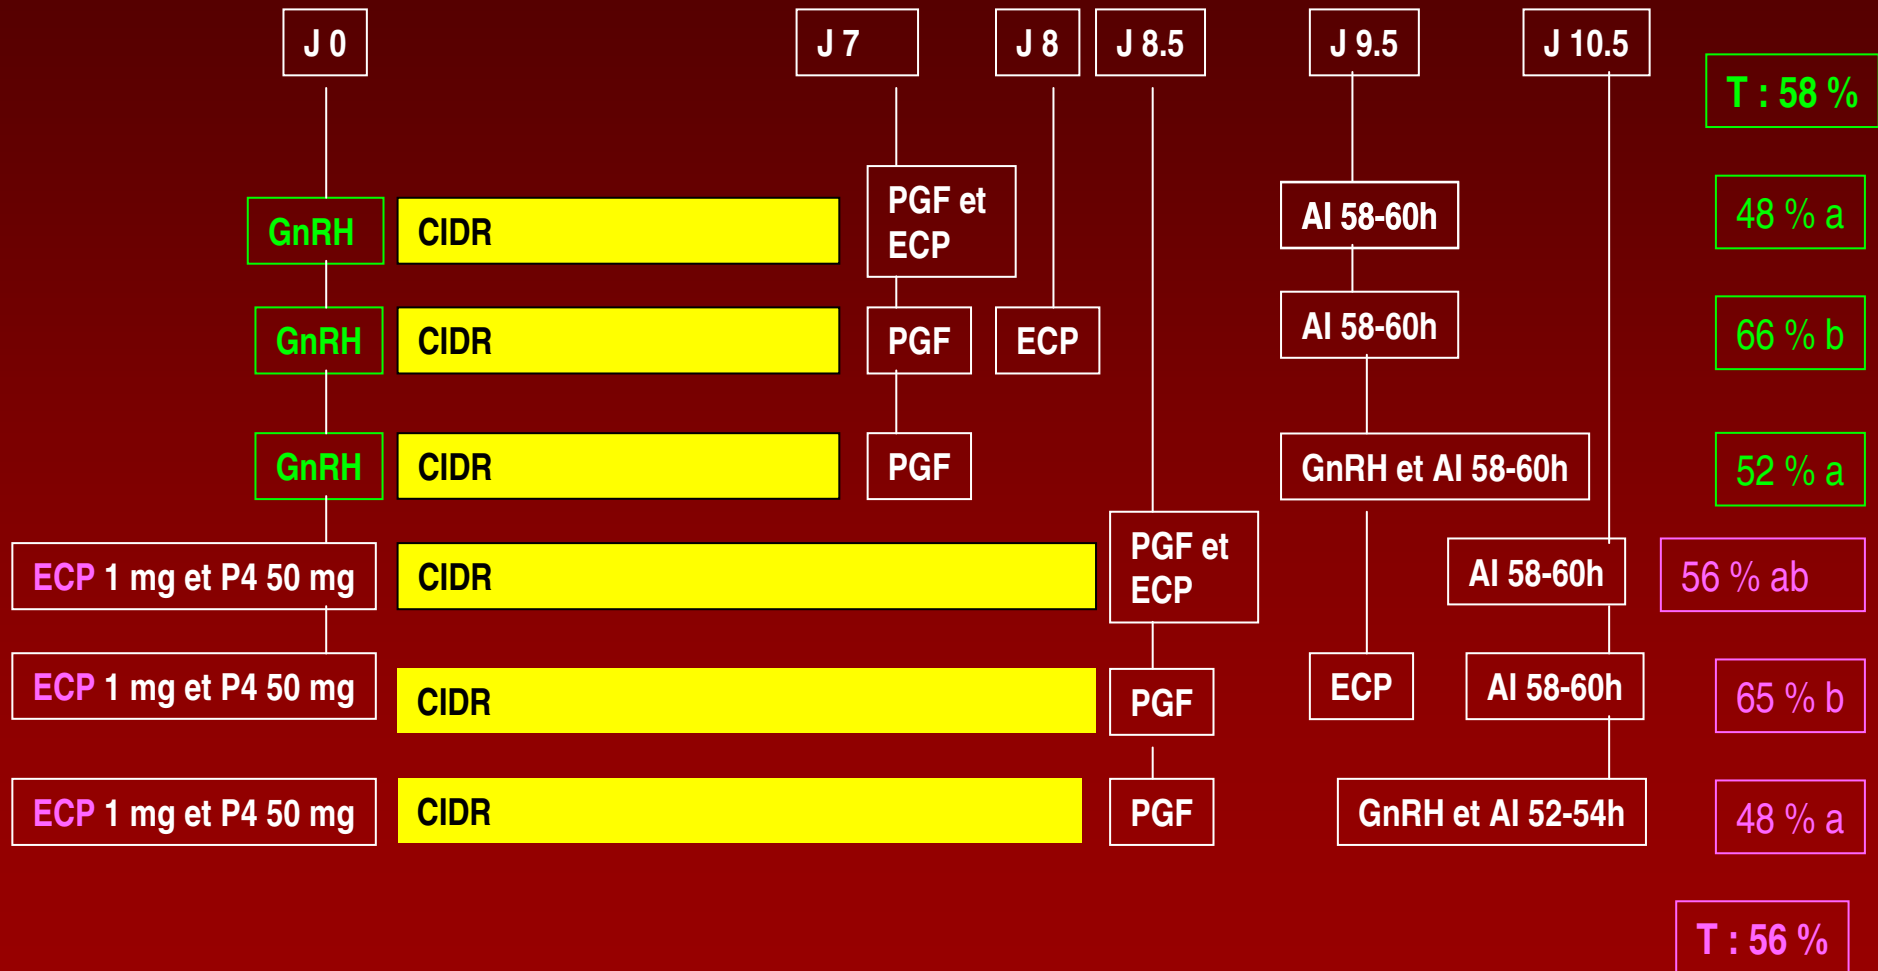 J 0
J 7
J 8
J 8.5
J 9.5
J 10.5
T : 58 %
GnRH
CIDR
PGF et
ECP
AI 58-60h
48 % a
GnRH
CIDR
PGF
ECP
AI 58-60h
66 % b
GnRH
CIDR
PGF
GnRH et AI 58-60h
52 % a
ECP 1 mg et P4 50 mg
CIDR
PGF et
ECP
AI 58-60h
56 % ab
ECP 1 mg et P4 50 mg
CIDR
PGF
ECP
AI 58-60h
65 % b
ECP 1 mg et P4 50 mg
CIDR
PGF
GnRH et AI 52-54h
48 % a
T : 56 %